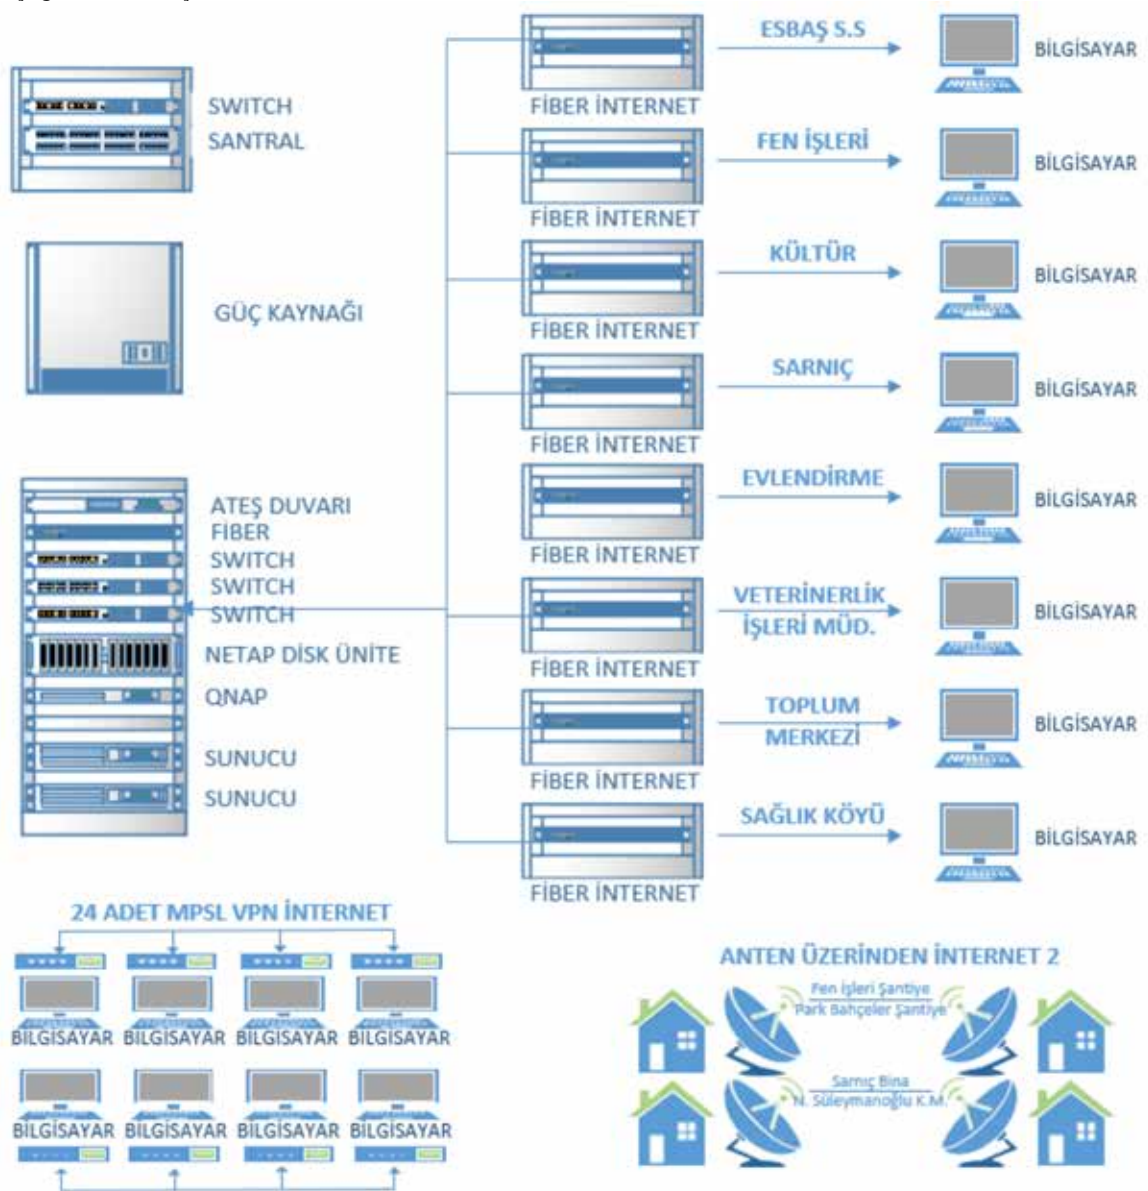 SWITCH
SANTRAL
GÜÇ KAYNAĞI
ATEŞ DUVARI
FİBER
SWITCH
SWITCH
SWITCH
NETAP DİSK ÜNİTE
QNAP
SUNUCU
SUNUCU
ESBAŞ S.S
BİLGİSAYAR
FİBER İNTERNET
FEN İŞLERİ
BİLGİSAYAR
FİBER İNTERNET
KÜLTÜR
BİLGİSAYAR
FİBER İNTERNET
SARNIÇ
BİLGİSAYAR
FİBER İNTERNET
EVLENDİRME
BİLGİSAYAR
FİBER İNTERNET
VETERİNERLİK
İŞLERİ MÜD.
BİLGİSAYAR
FİBER İNTERNET
TOPLUM
MERKEZİ
BİLGİSAYAR
FİBER İNTERNET
SAĞLIK KÖYÜ
BİLGİSAYAR
FİBER İNTERNET
24 ADET MPSL VPN İNTERNET
BİLGİSAYAR BİLGİSAYAR BİLGİSAYAR BİLGİSAYAR
BİLGİSAYAR BİLGİSAYAR BİLGİSAYAR BİLGİSAYAR
ANTEN ÜZERİNDEN İNTERNET 2
Fen İşleri Şantiye
Park Bahçeler Şantiye
Sarnıç Bina
N. Süleymanoğlu K.M.